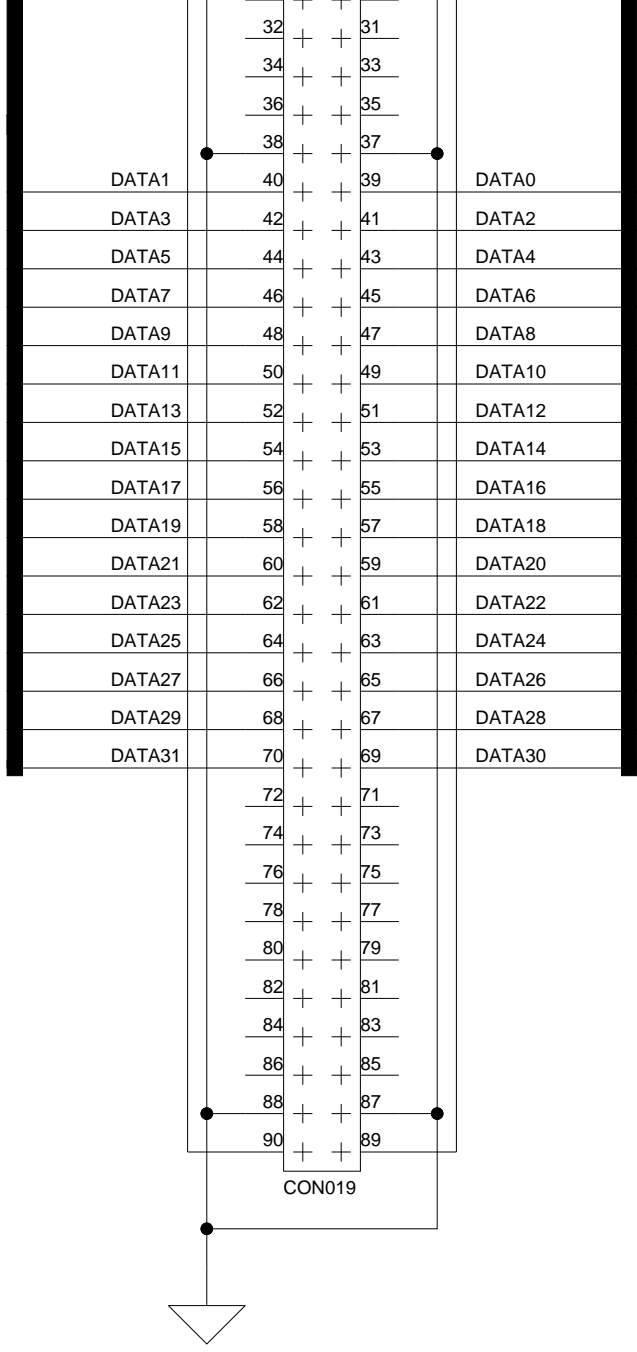 32 31
34 33
36 35
38 37
DATA1 40 39 DATA0
DATA3 42 41 DATA2
DATA5 44 43 DATA4
DATA7 46 45 DATA6
DATA9 48 47 DATA8
DATA11 50 49 DATA10
DATA13 52 51 DATA12
DATA15 54 53 DATA14
DATA17 56 55 DATA16
DATA19 58 57 DATA18
DATA21 60 59 DATA20
DATA23 62 61 DATA22
DATA25 64 63 DATA24
DATA27 66 65 DATA26
DATA29 68 67 DATA28
DATA31 70 69 DATA30
72 71
74 73
76 75
78 77
80 79
82 81
84 83
86 85
88 87
90 89
CON019